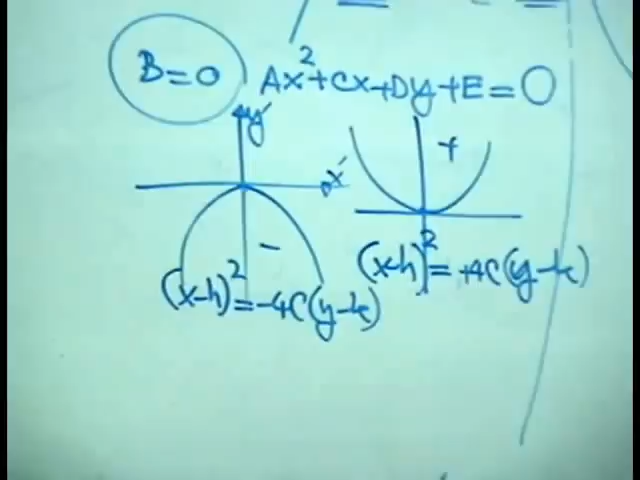 B=0
Ax²+Cx+Dy+E=0
y'
x'
+
−
(x-h)²=-4C(y-k)
(x-h)²=+4C(y-k)